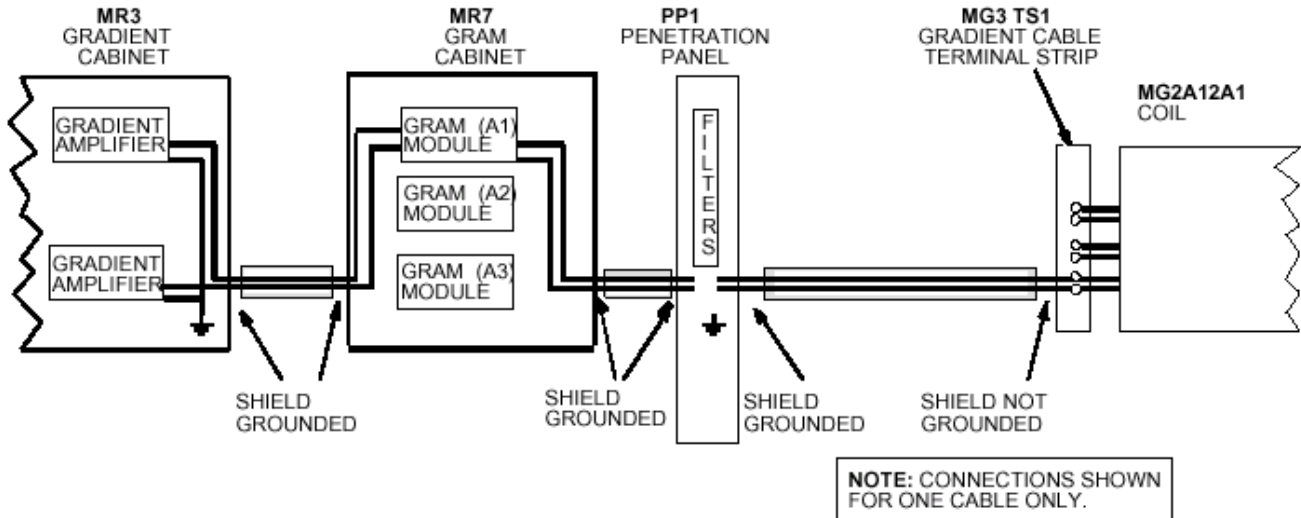 MR3
GRADIENT
CABINET
MR7
GRAM
CABINET
PP1
PENETRATION
PANEL
MG3 TS1
GRADIENT CABLE
TERMINAL STRIP
MG2A12A1
COIL
GRADIENT
AMPLIFIER
GRADIENT
AMPLIFIER
GRAM (A1)
MODULE
GRAM (A2)
MODULE
GRAM (A3)
MODULE
FILTERS
SHIELD
GROUNDED
SHIELD
GROUNDED
SHIELD
GROUNDED
SHIELD NOT
GROUNDED
NOTE: CONNECTIONS SHOWN
FOR ONE CABLE ONLY.